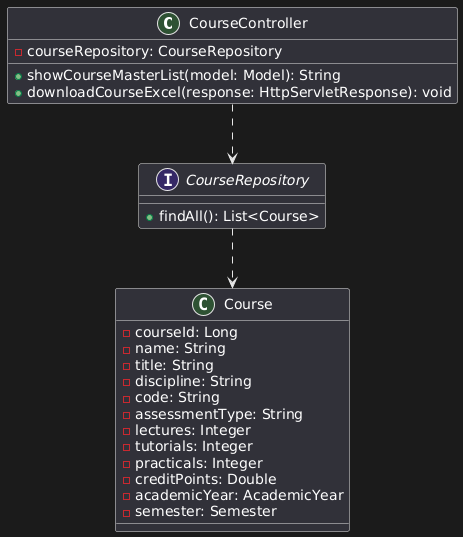 C CourseController
courseRepository: CourseRepository
showCourseMasterList(model: Model): String
downloadCourseExcel(response: HttpServletResponse): void
I CourseRepository
findAll(): List<Course>
C Course
courseId: Long
name: String
title: String
discipline: String
code: String
assessmentType: String
lectures: Integer
tutorials: Integer
practicals: Integer
creditPoints: Double
academicYear: AcademicYear
semester: Semester